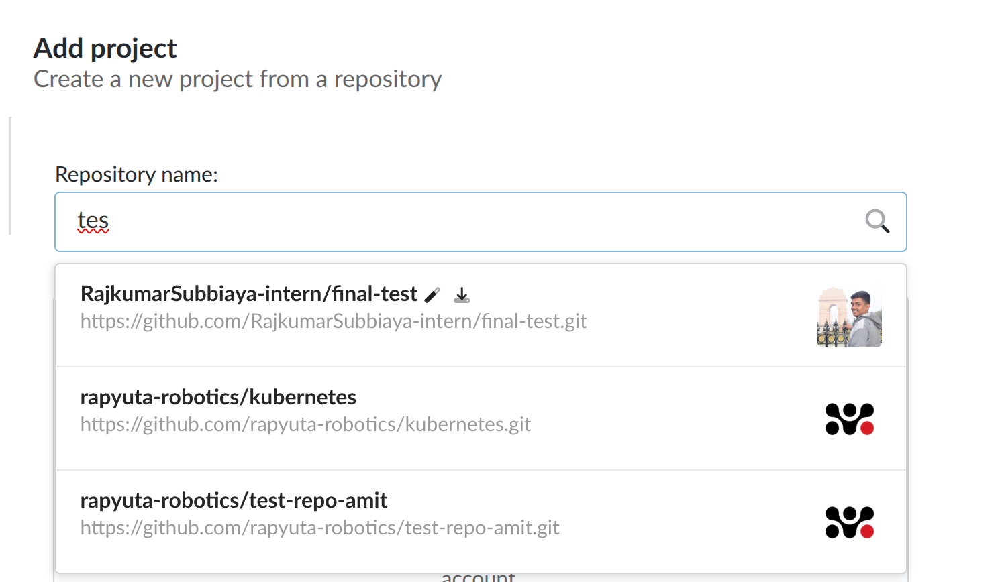 Add project
Create a new project from a repository
Repository name:
tes
RajkumarSubbiaya-intern/final-test
https://github.com/RajkumarSubbiaya-intern/final-test.git
rapyuta-robotics/kubernetes
https://github.com/rapyuta-robotics/kubernetes.git
rapyuta-robotics/test-repo-amit
https://github.com/rapyuta-robotics/test-repo-amit.git
account